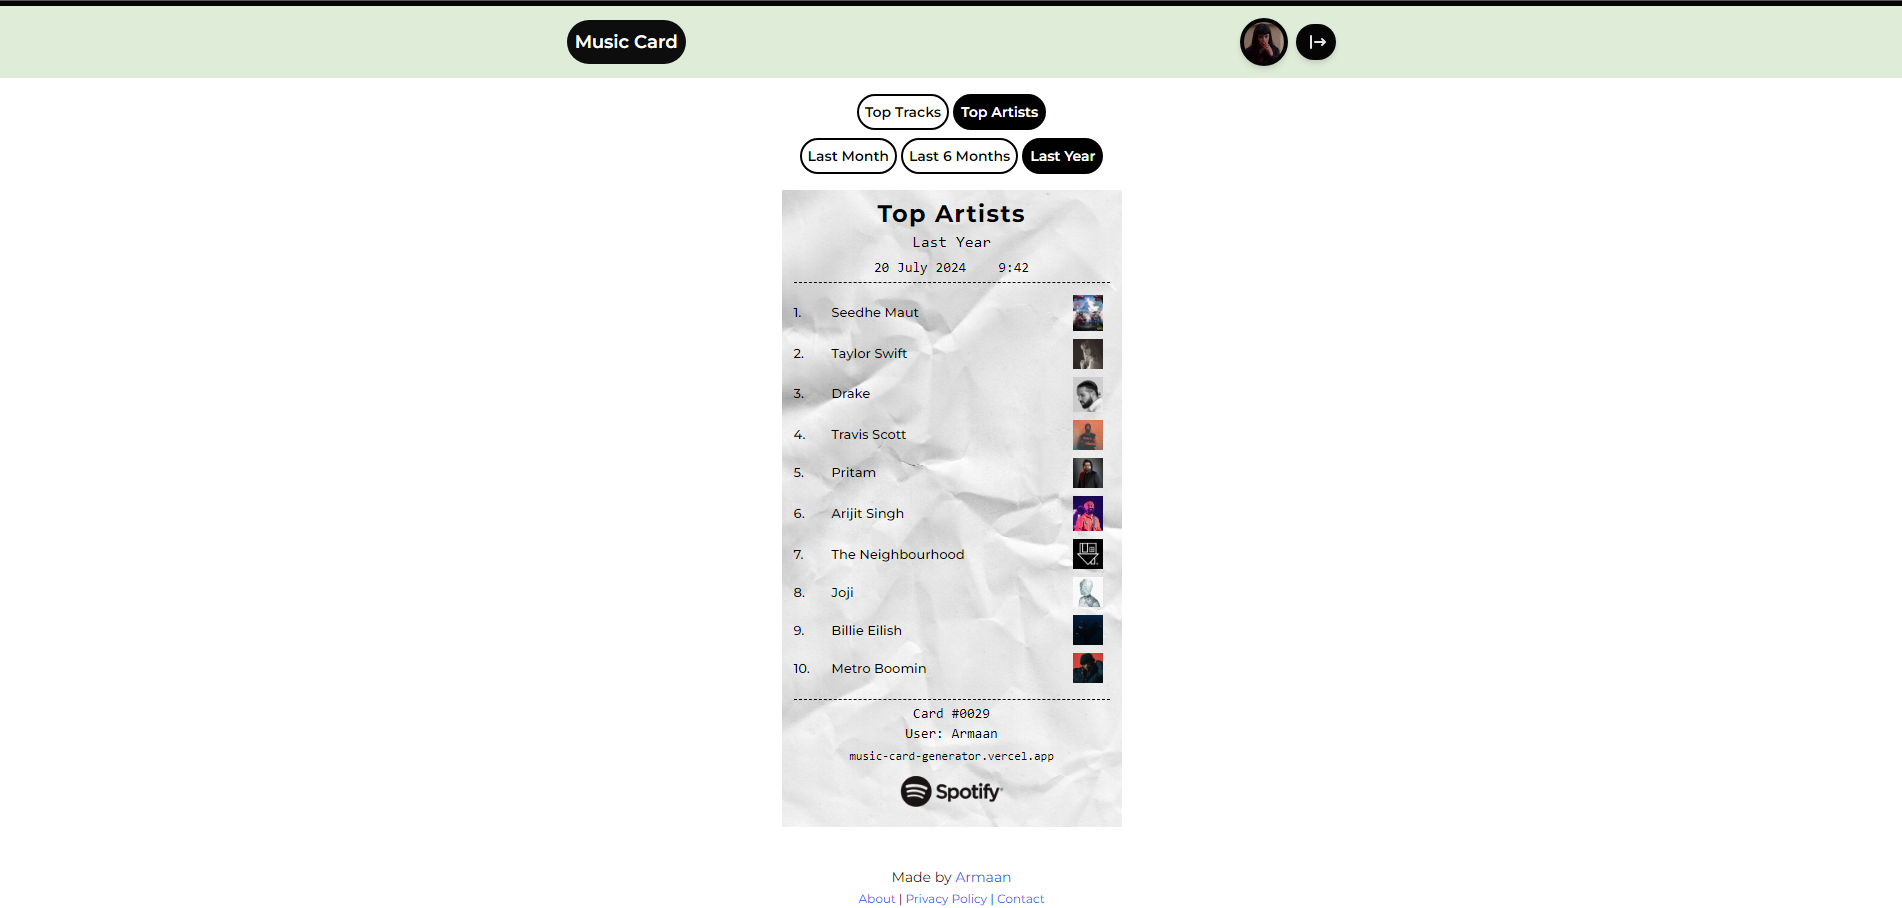 Music Card
Top Tracks Top Artists
Last Month Last 6 Months Last Year
Top Artists
Last Year
20 July 2024 9:42
1. Seedhe Maut
2. Taylor Swift
3. Drake
4. Travis Scott
5. Pritam
6. Arijit Singh
7. The Neighbourhood
8. Joji
9. Billie Eilish
10. Metro Boomin
Card #0029
User: Armaan
music-card-generator.vercel.app
Spotify
Made by Armaan
About | Privacy Policy | Contact